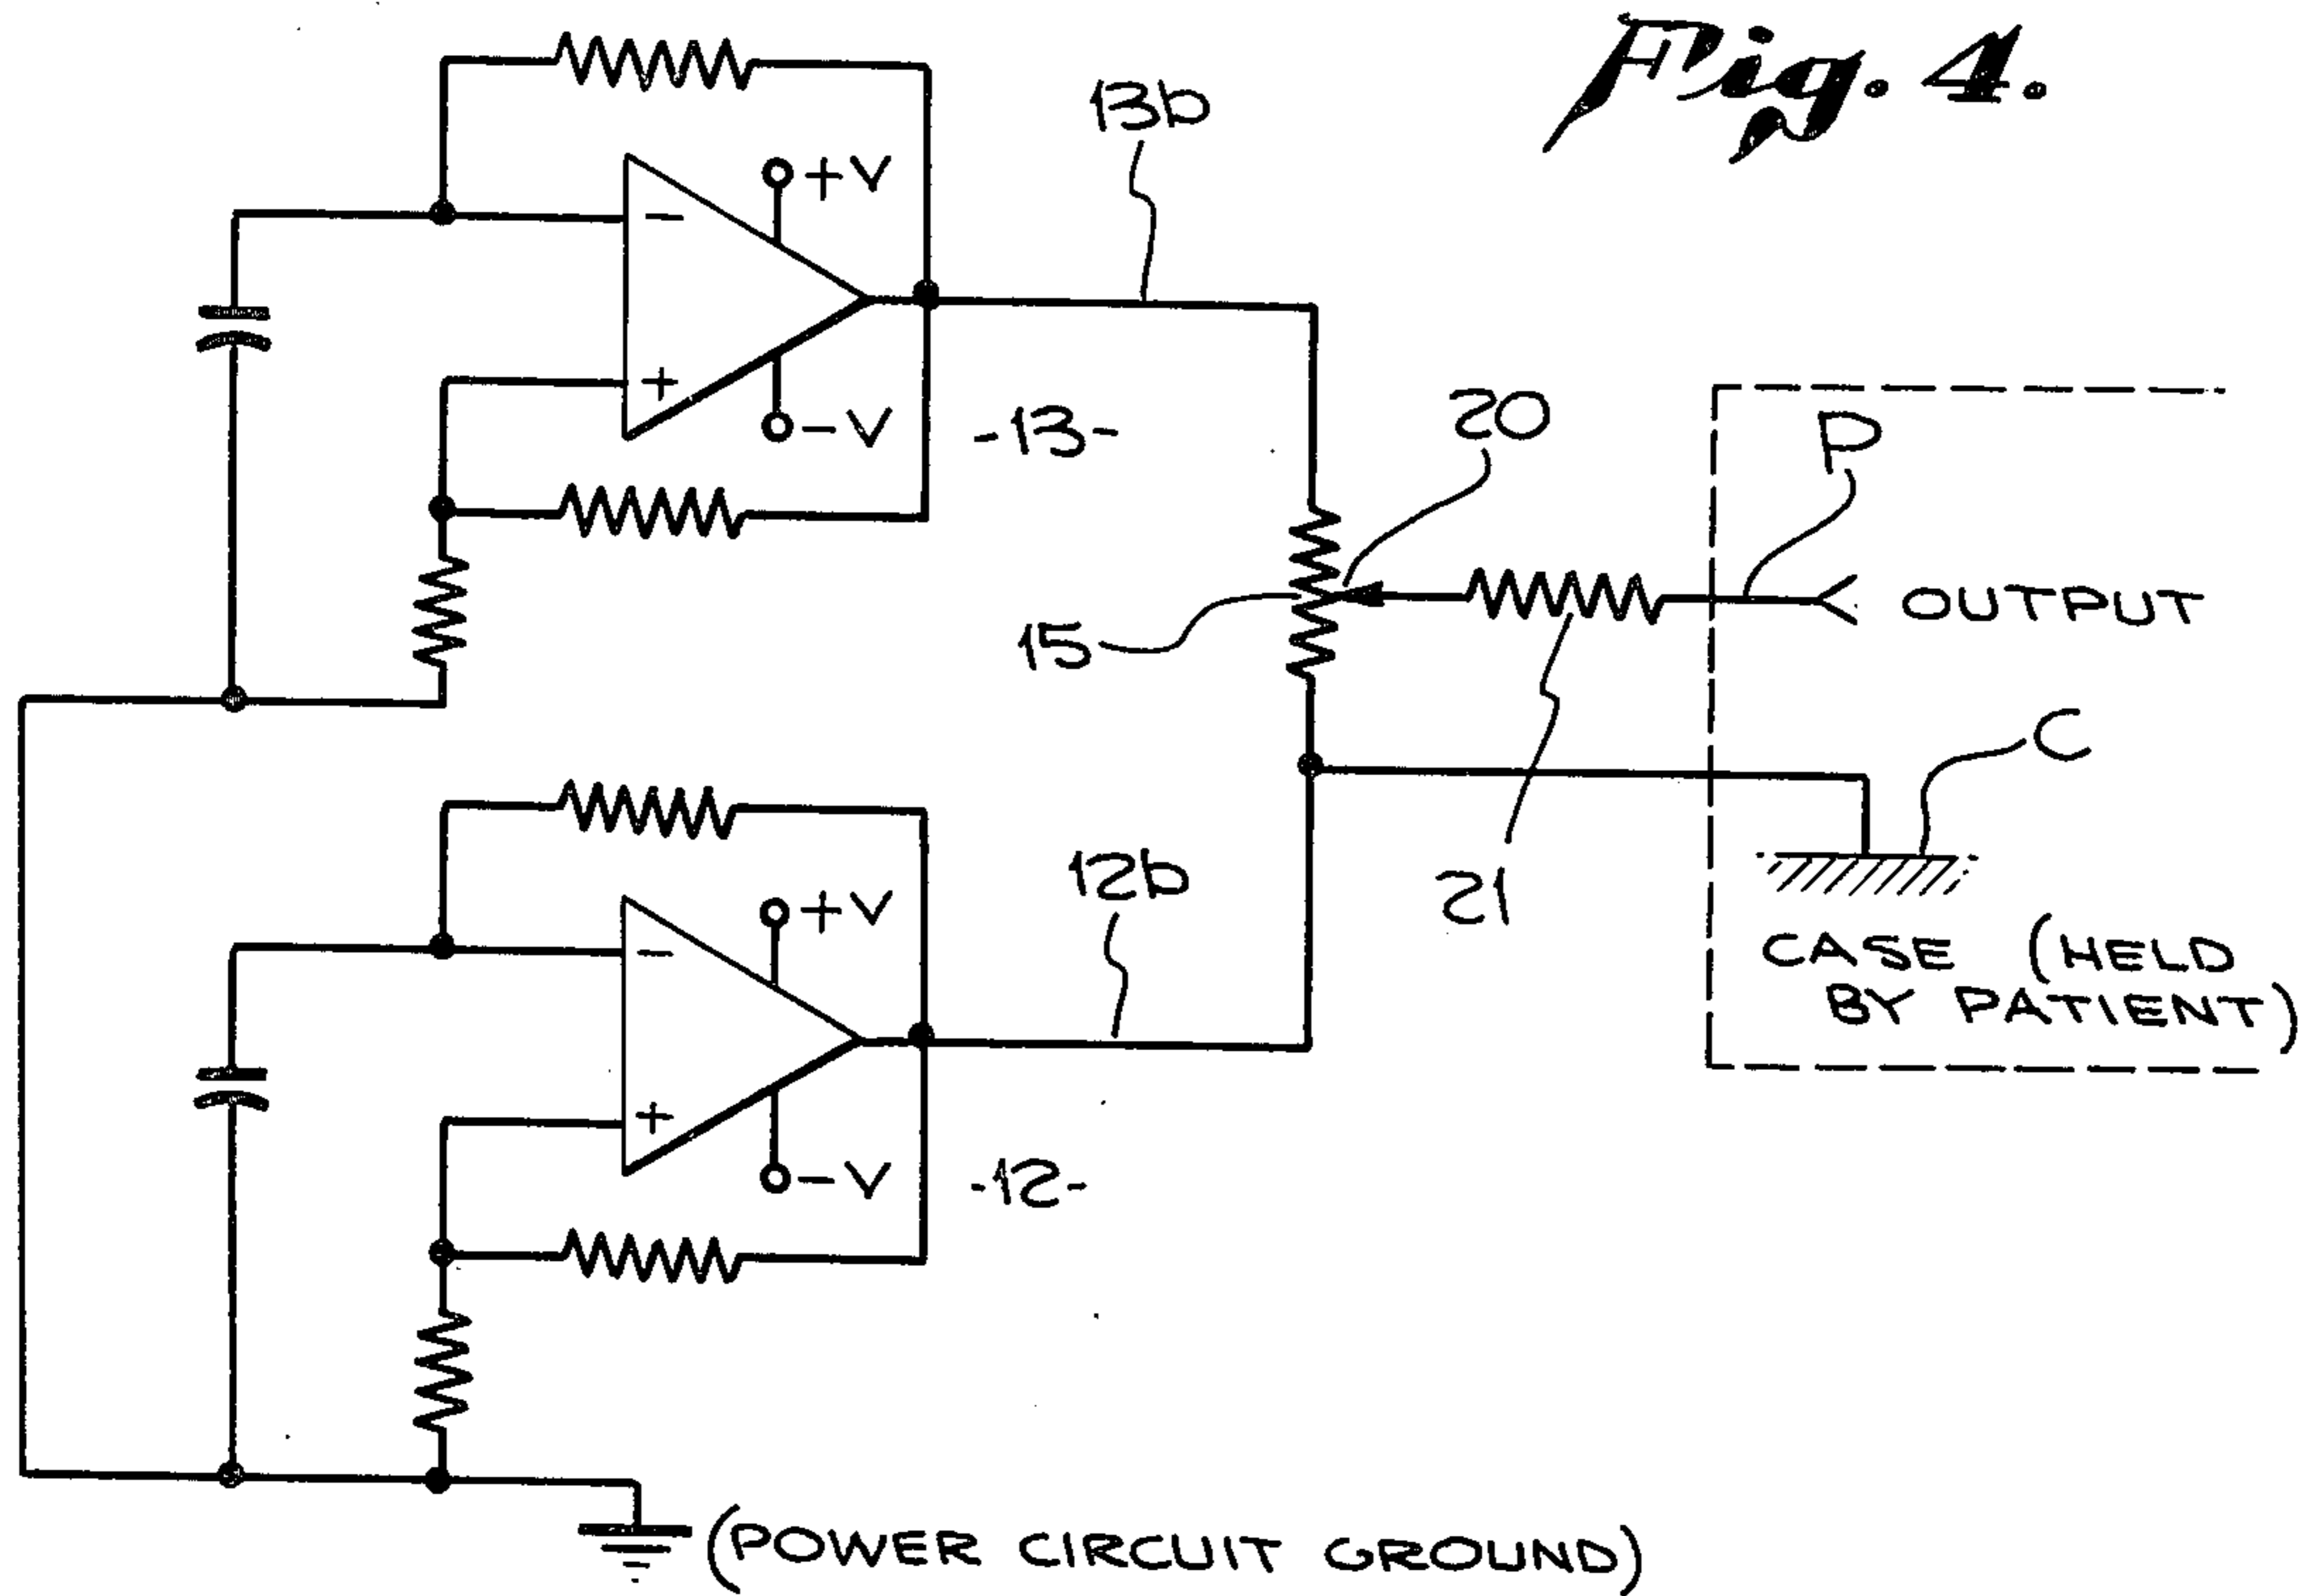 Fig. 4.
13b
+V
-
+
-V
-13-
20
P
OUTPUT
15
C
21
12b
+V
-
+
-V
-12-
CASE (HELD
BY PATIENT)
(POWER CIRCUIT GROUND)